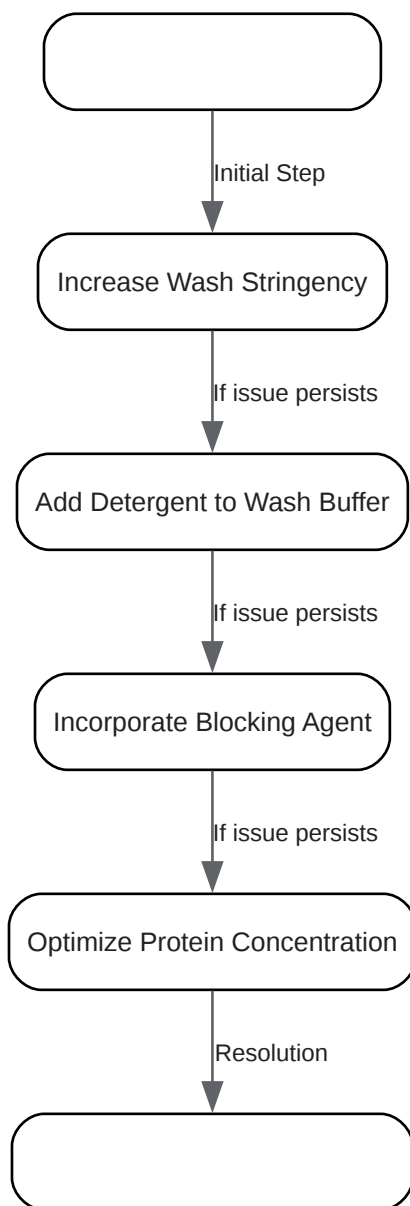 Initial Step
Increase Wash Stringency
If issue persists
Add Detergent to Wash Buffer
If issue persists
Incorporate Blocking Agent
If issue persists
Optimize Protein Concentration
Resolution